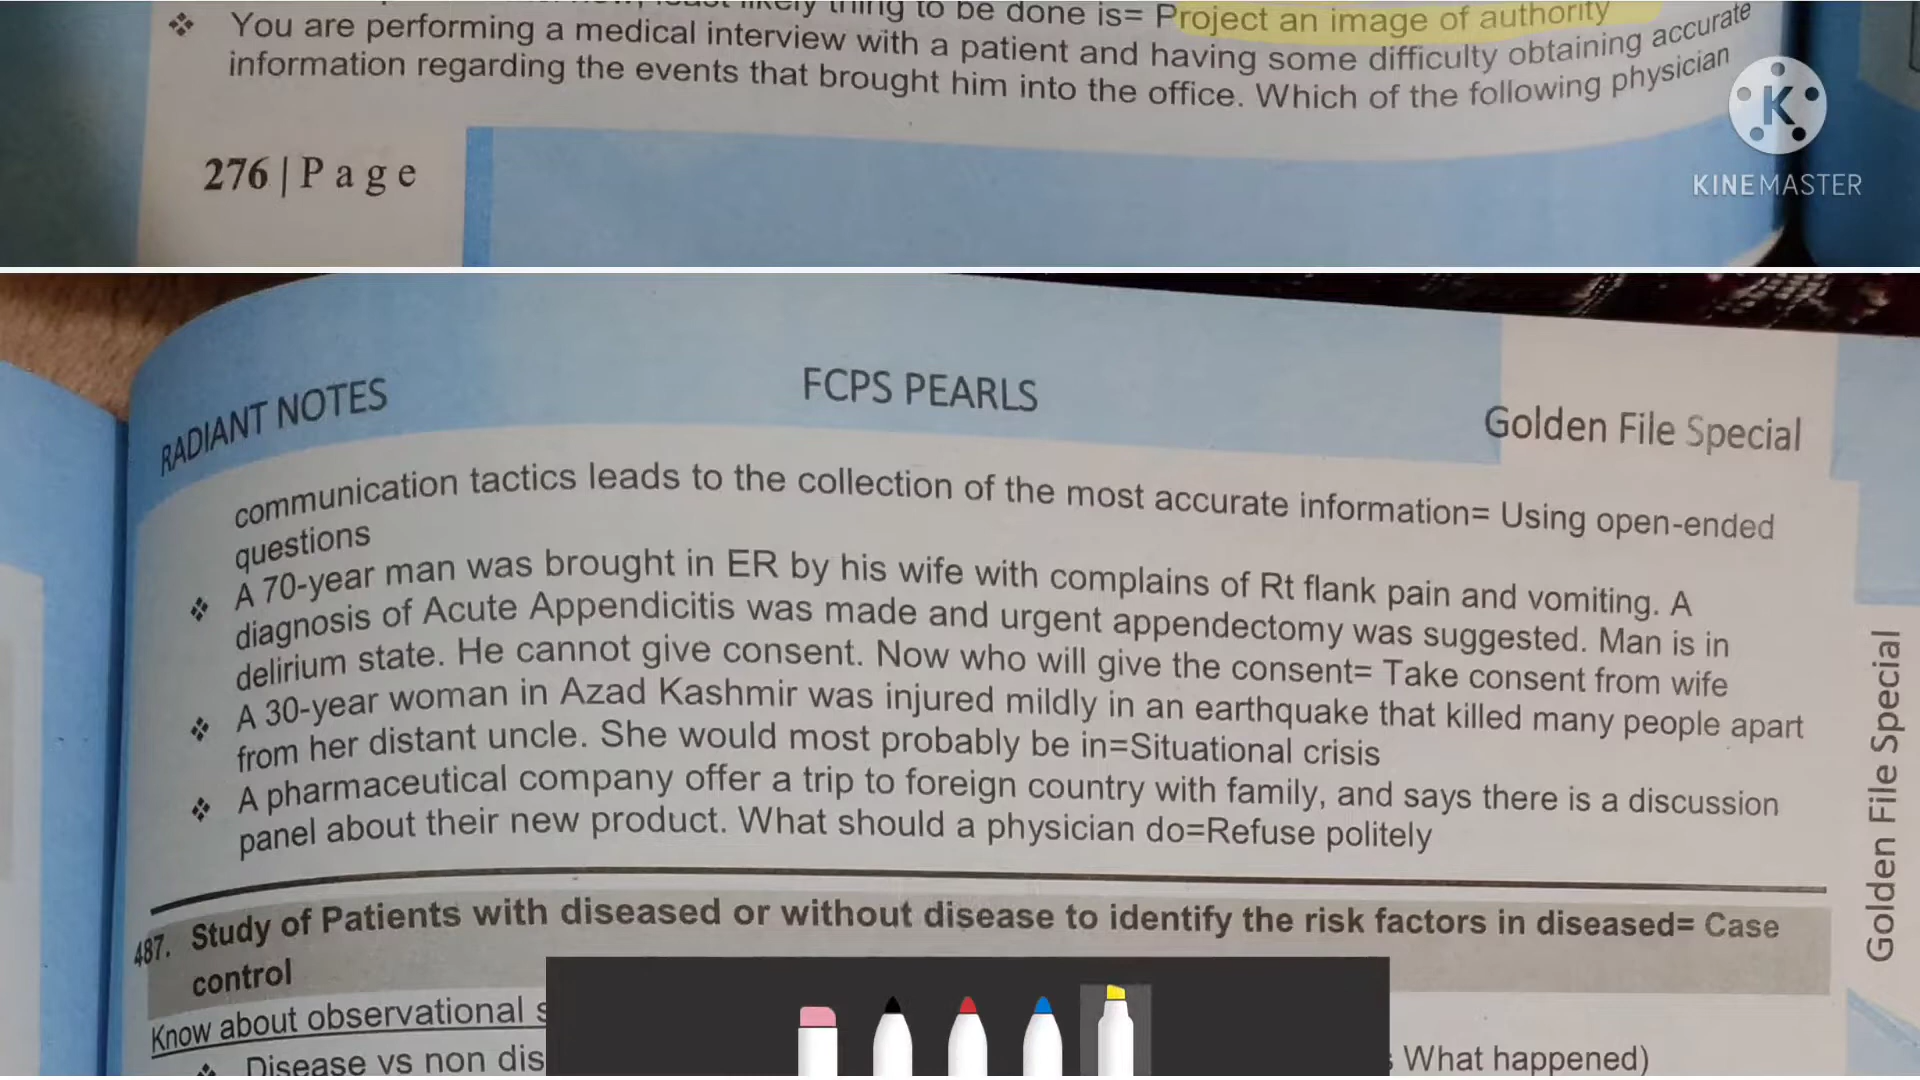 likely thing to be done is= Project an image of authority
❖ You are performing a medical interview with a patient and having some difficulty obtaining accurate
information regarding the events that brought him into the office. Which of the following physician
276 | P a g e
KINEMASTER
RADIANT NOTES
FCPS PEARLS
Golden File Special
communication tactics leads to the collection of the most accurate information= Using open-ended
questions
❖ A 70-year man was brought in ER by his wife with complains of Rt flank pain and vomiting. A
diagnosis of Acute Appendicitis was made and urgent appendectomy was suggested. Man is in
delirium state. He cannot give consent. Now who will give the consent= Take consent from wife
❖ A 30-year woman in Azad Kashmir was injured mildly in an earthquake that killed many people apart
from her distant uncle. She would most probably be in=Situational crisis
❖ A pharmaceutical company offer a trip to foreign country with family, and says there is a discussion
panel about their new product. What should a physician do=Refuse politely
Golden File Special
487. Study of Patients with diseased or without disease to identify the risk factors in diseased= Case
control
Know about observational s
❖ Disease vs non dis What happened)